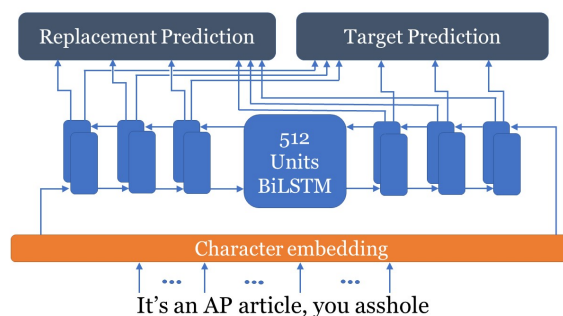 Replacement Prediction
Target Prediction
512
Units
BiLSTM
Character embedding
... ... ... ...
It's an AP article, you asshole